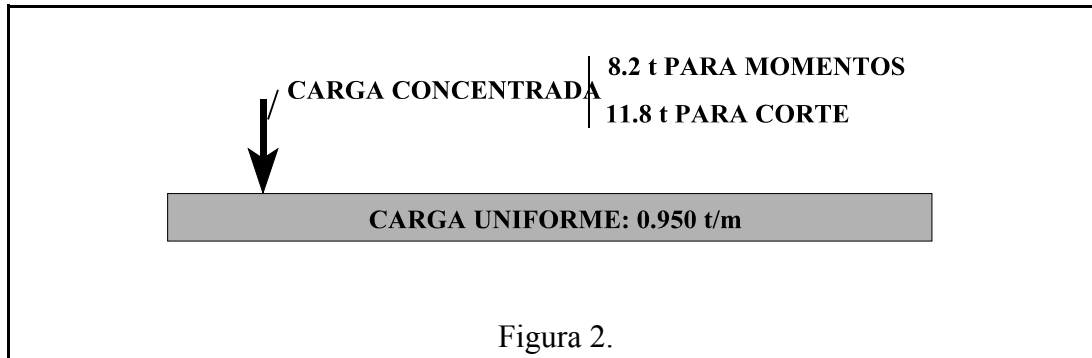 8.2 t PARA MOMENTOS
CARGA CONCENTRADA
11.8 t PARA CORTE
CARGA UNIFORME: 0.950 t/m
Figura 2.